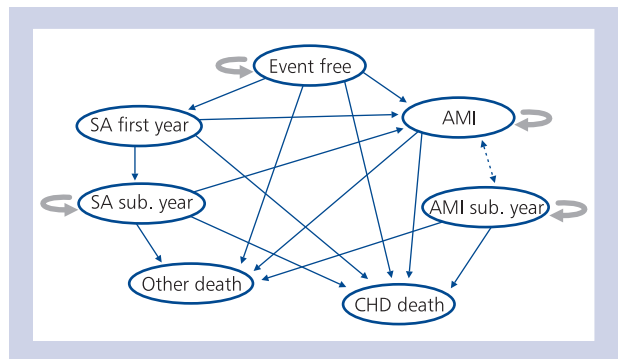 Event free
SA first year
AMI
SA sub. year
AMI sub. year
Other death
CHD death